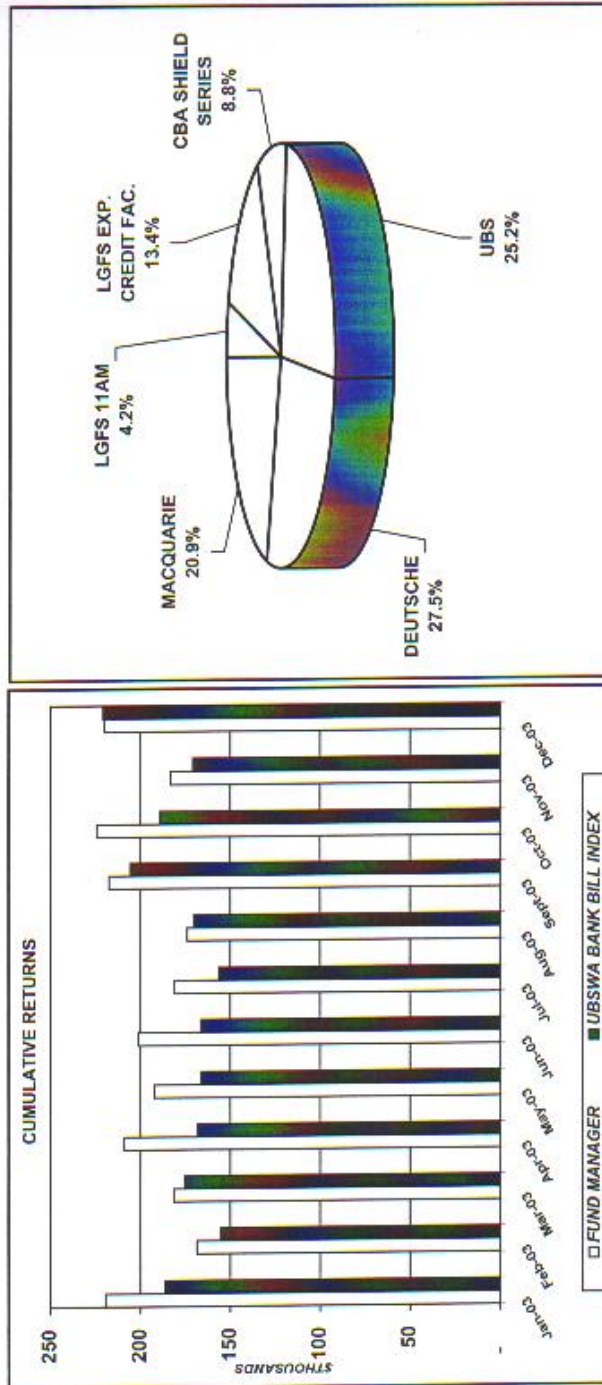 CUMULATIVE RETURNS
250
200
150
100
50
-
$THOUSANDS
Jan-03
Feb-03
Mar-03
Apr-03
May-03
Jun-03
Jul-03
Aug-03
Sept-03
Oct-03
Nov-03
Dec-03
FUND MANAGER
UBSWA BANK BILL INDEX
MACQUARIE
20.9%
LGFS 11AM
4.2%
LGFS EXP.
CREDIT FAC.
13.4%
CBA SHIELD
SERIES
8.8%
DEUTSCHE
27.5%
UBS
25.2%